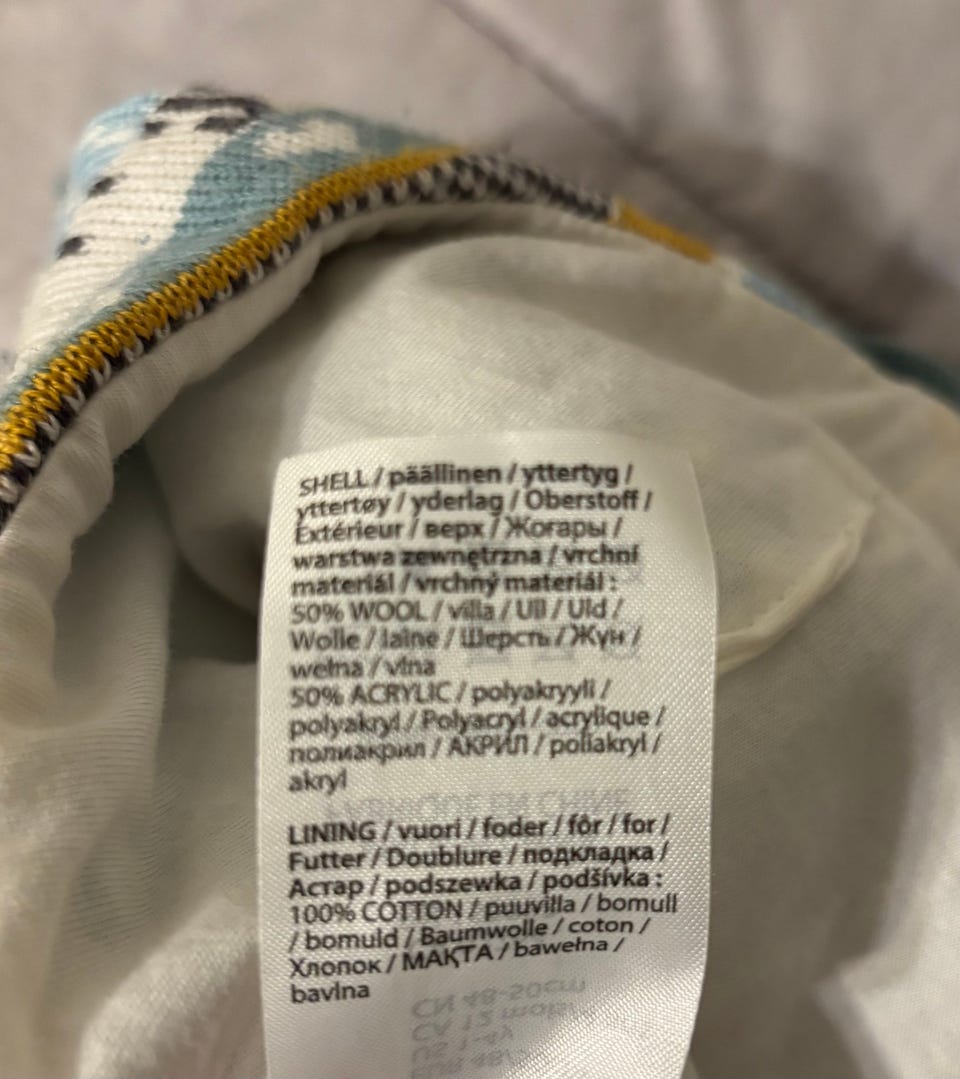 SHELL / päällinen / yttertyg /
yttertøy / yderlag / Oberstoff /
Extérieur / верх / Жоғары /
warstwa zewnętrzna / vrchní
materiál / vrchný materiál :
50% WOOL / villa / Ull / Uld /
Wolle / laine / Шерсть / Жүн /
wełna / vlna
50% ACRYLIC / polyakryyli /
polyakryl / Polyacryl / acrylique /
полиакрил / АКРИЛ / poliakryl /
akryl
LINING / vuori / foder / fôr / for /
Futter / Doublure / подкладка /
Астар / podszewka / podšívka :
100% COTTON / puuvilla / bomull
/ bomuld / Baumwolle / coton /
Хлопок / МАҚТА / bawełna /
bavlna